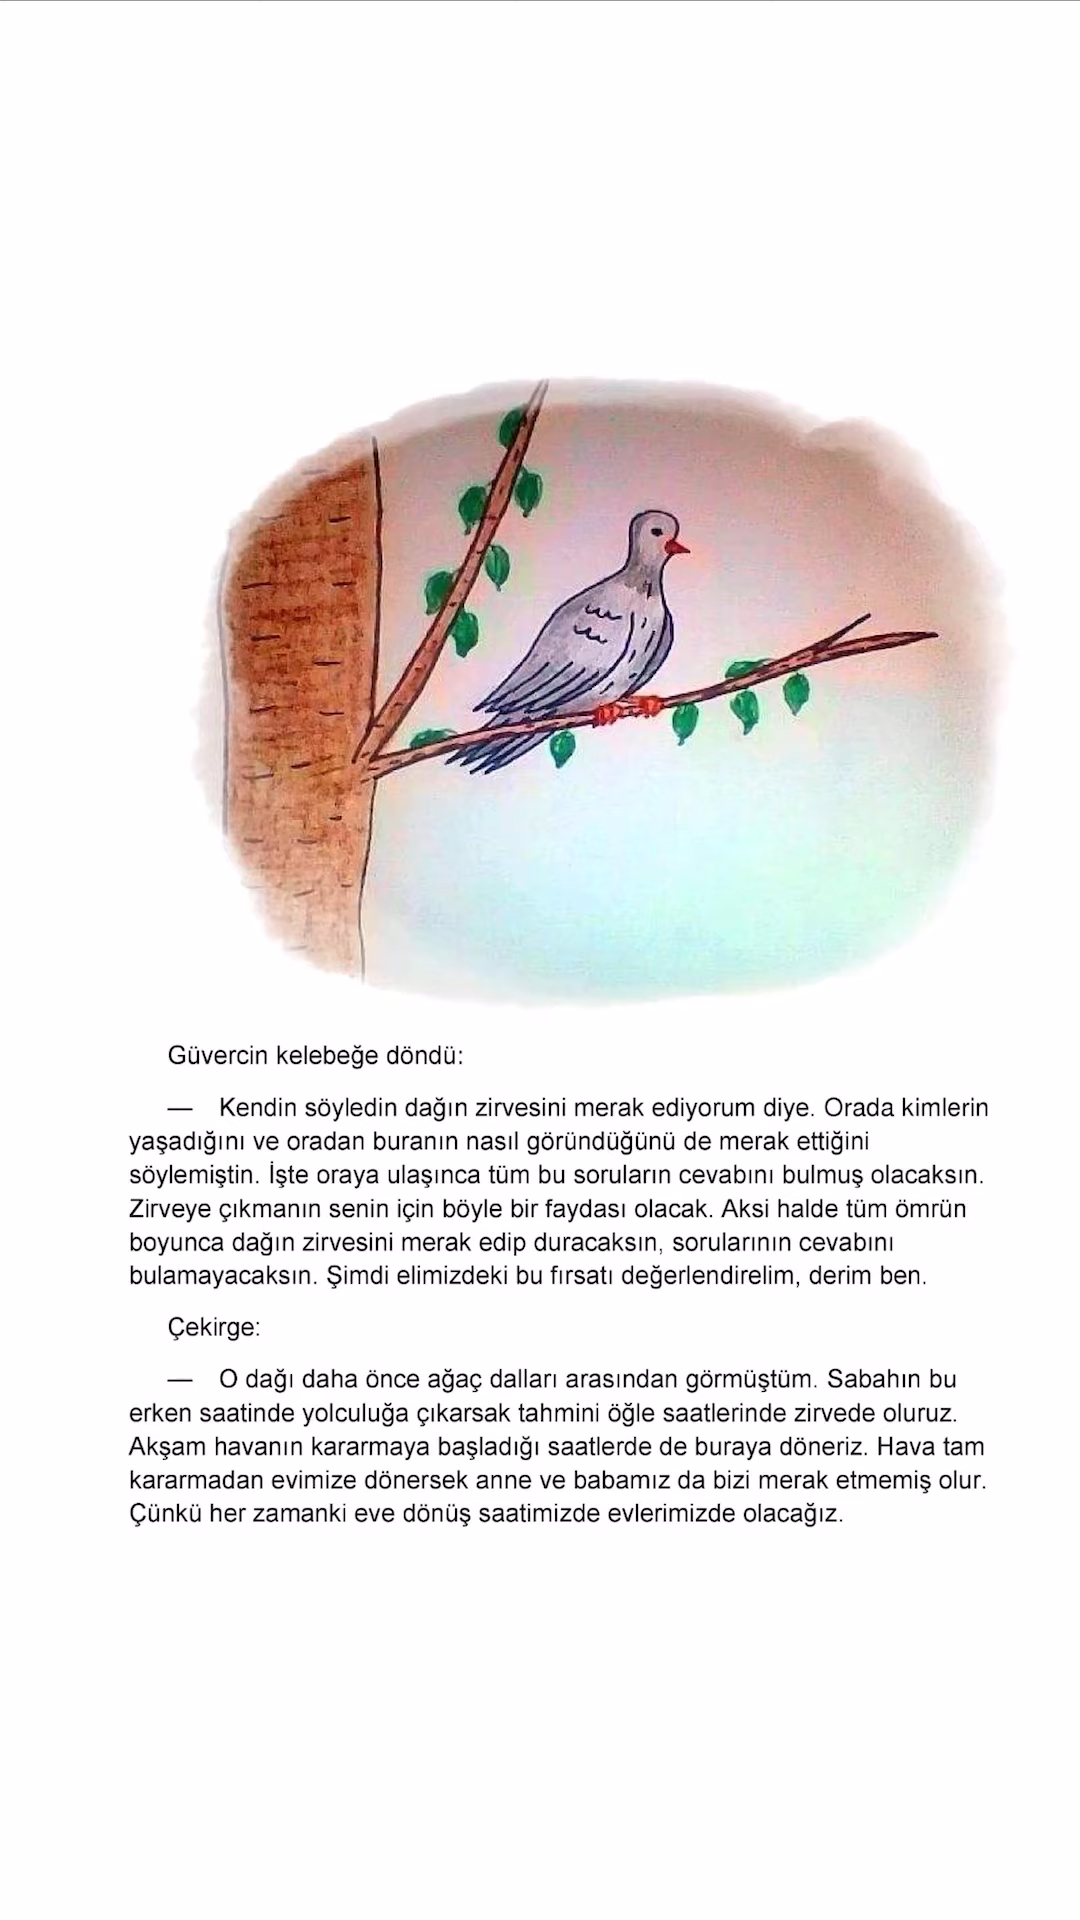 Güvercin kelebeğe döndü:
— Kendin söyledin dağın zirvesini merak ediyorum diye. Orada kimlerin
yaşadığını ve oradan buranın nasıl göründüğünü de merak ettiğini
söylemiştin. İşte oraya ulaşınca tüm bu soruların cevabını bulmuş olacaksın.
Zirveye çıkmanın senin için böyle bir faydası olacak. Aksi halde tüm ömrün
boyunca dağın zirvesini merak edip duracaksın, sorularının cevabını
bulamayacaksın. Şimdi elimizdeki bu fırsatı değerlendirelim, derim ben.
Çekirge:
— O dağı daha önce ağaç dalları arasından görmüştüm. Sabahın bu
erken saatinde yolculuğa çıkarsak tahmini öğle saatlerinde zirvede oluruz.
Akşam havanın kararmaya başladığı saatlerde de buraya döneriz. Hava tam
kararmadan evimize dönersek anne ve babamız da bizi merak etmemiş olur.
Çünkü her zamanki eve dönüş saatimizde evlerimizde olacağız.